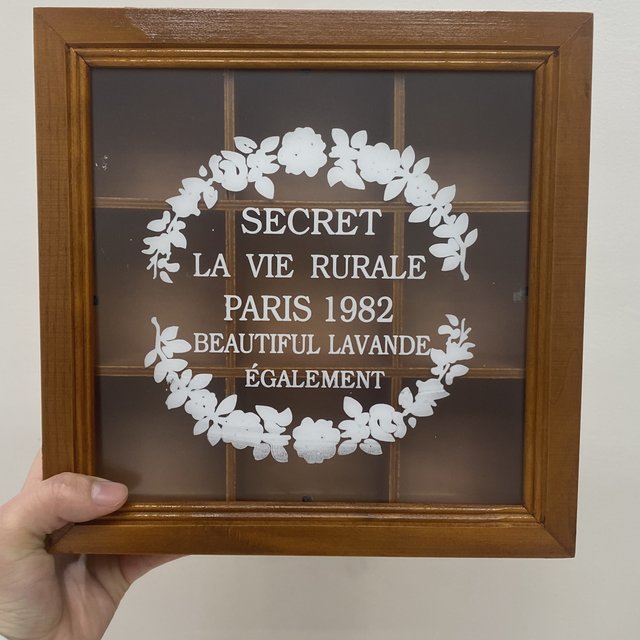 SECRET
LA VIE RURALE
PARIS 1982
BEAUTIFUL LAVANDE
ÉGALEMENT